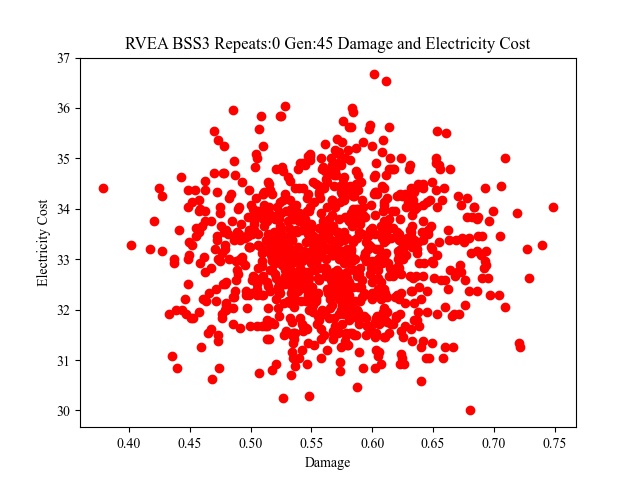 RVEA BSS3 Repeats:0 Gen:45 Damage and Electricity Cost
37
36
35
34
33
32
31
30
Electricity Cost
0.40 0.45 0.50 0.55 0.60 0.65 0.70 0.75
Damage